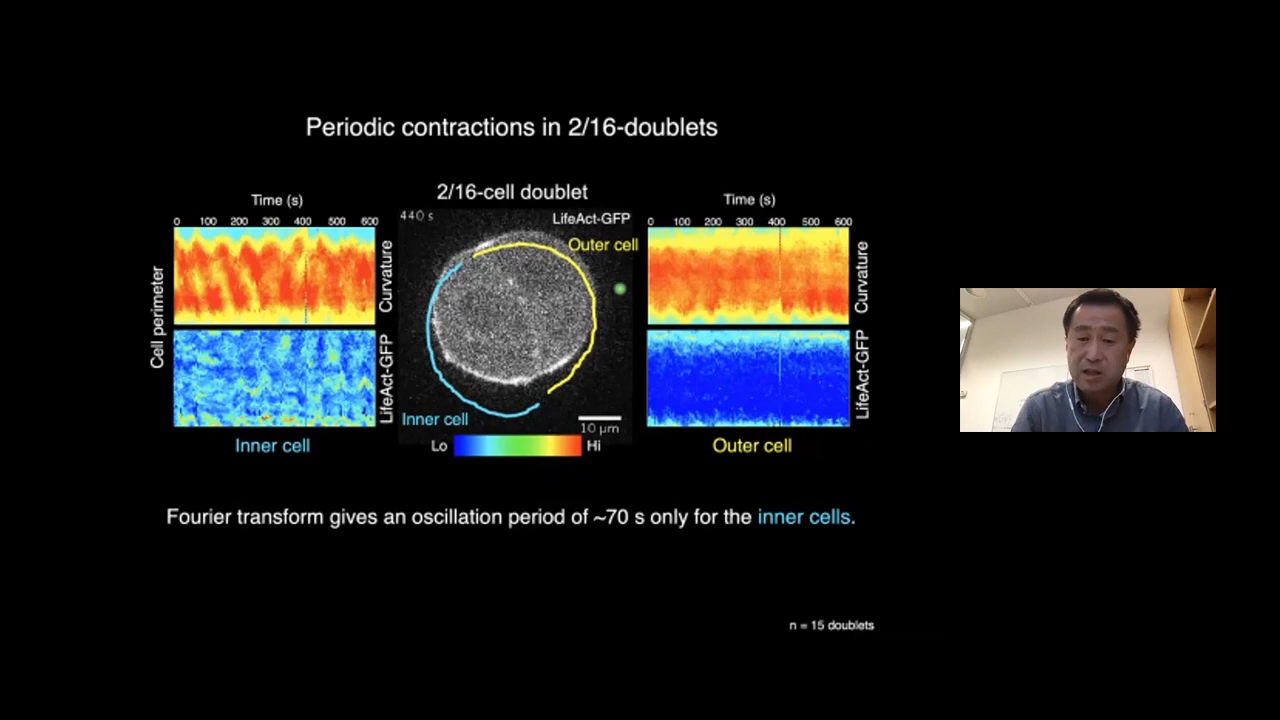 Periodic contractions in 2/16-doublets
2/16-cell doublet
Time (s)
0 100 200 300 400 500 600
Cell perimeter
Curvature
LifeAct-GFP
Inner cell
440 s
LifeAct-GFP
Outer cell
Inner cell
10 µm
Lo
Hi
Time (s)
0 100 200 300 400 500 600
Curvature
LifeAct-GFP
Outer cell
Fourier transform gives an oscillation period of ~70 s only for the inner cells.
n = 15 doublets